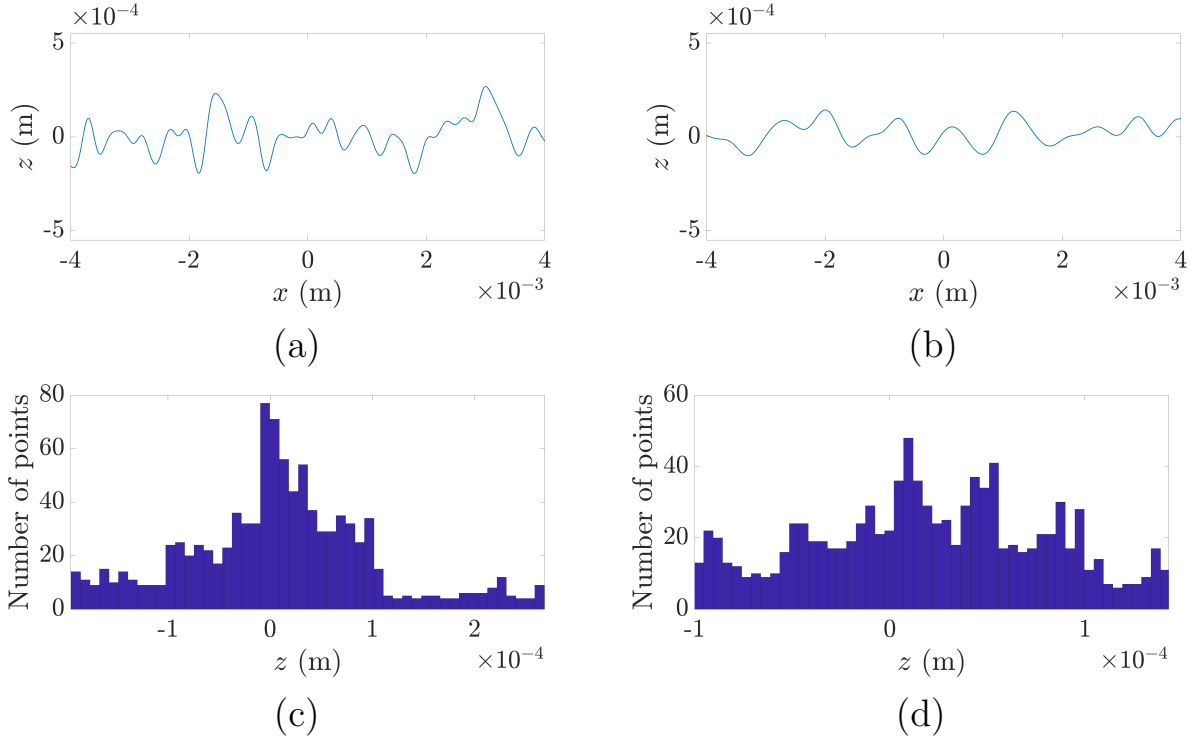 ×10⁻⁴
5
0
-5
z (m)
-4 -2 0 2 4
x (m)
×10⁻³
(a)
×10⁻⁴
5
0
-5
z (m)
-4 -2 0 2 4
x (m)
×10⁻³
(b)
80
60
40
20
0
Number of points
-1 0 1 2
z (m)
×10⁻⁴
(c)
60
40
20
0
Number of points
-1 0 1
z (m)
×10⁻⁴
(d)